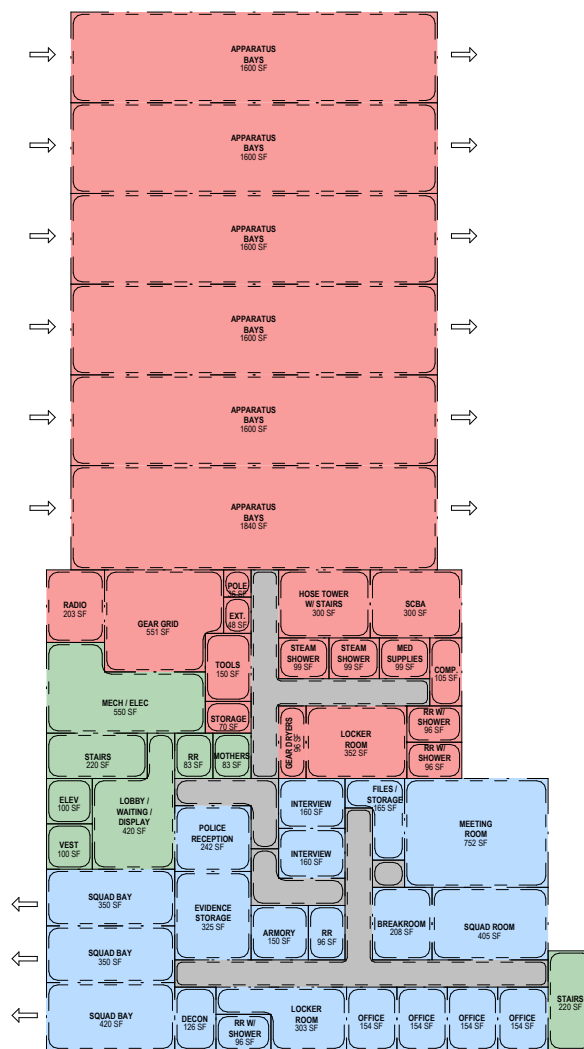 APPARATUS
BAYS
1600 SF
APPARATUS
BAYS
1600 SF
APPARATUS
BAYS
1600 SF
APPARATUS
BAYS
1600 SF
APPARATUS
BAYS
1600 SF
APPARATUS
BAYS
1840 SF
RADIO
203 SF
GEAR GRID
551 SF
POLE
EXT.
48 SF
HOSE TOWER
W/ STAIRS
300 SF
SCBA
300 SF
TOOLS
150 SF
STEAM
SHOWER
99 SF
STEAM
SHOWER
99 SF
MED
SUPPLIES
99 SF
COMP.
105 SF
MECH / ELEC
550 SF
STORAGE
70 SF
GEAR DRYERS
96 SF
LOCKER
ROOM
352 SF
RR W/
SHOWER
96 SF
RR W/
SHOWER
96 SF
STAIRS
220 SF
RR
83 SF
MOTHERS
83 SF
ELEV
100 SF
LOBBY /
WAITING /
DISPLAY
420 SF
VEST
100 SF
POLICE
RECEPTION
242 SF
INTERVIEW
160 SF
INTERVIEW
160 SF
FILES /
STORAGE
165 SF
MEETING
ROOM
752 SF
SQUAD BAY
350 SF
EVIDENCE
STORAGE
325 SF
ARMORY
150 SF
RR
96 SF
BREAKROOM
208 SF
SQUAD ROOM
405 SF
SQUAD BAY
350 SF
SQUAD BAY
420 SF
DECON
126 SF
RR W/
SHOWER
96 SF
LOCKER
ROOM
303 SF
OFFICE
154 SF
OFFICE
154 SF
OFFICE
154 SF
OFFICE
154 SF
STAIRS
220 SF